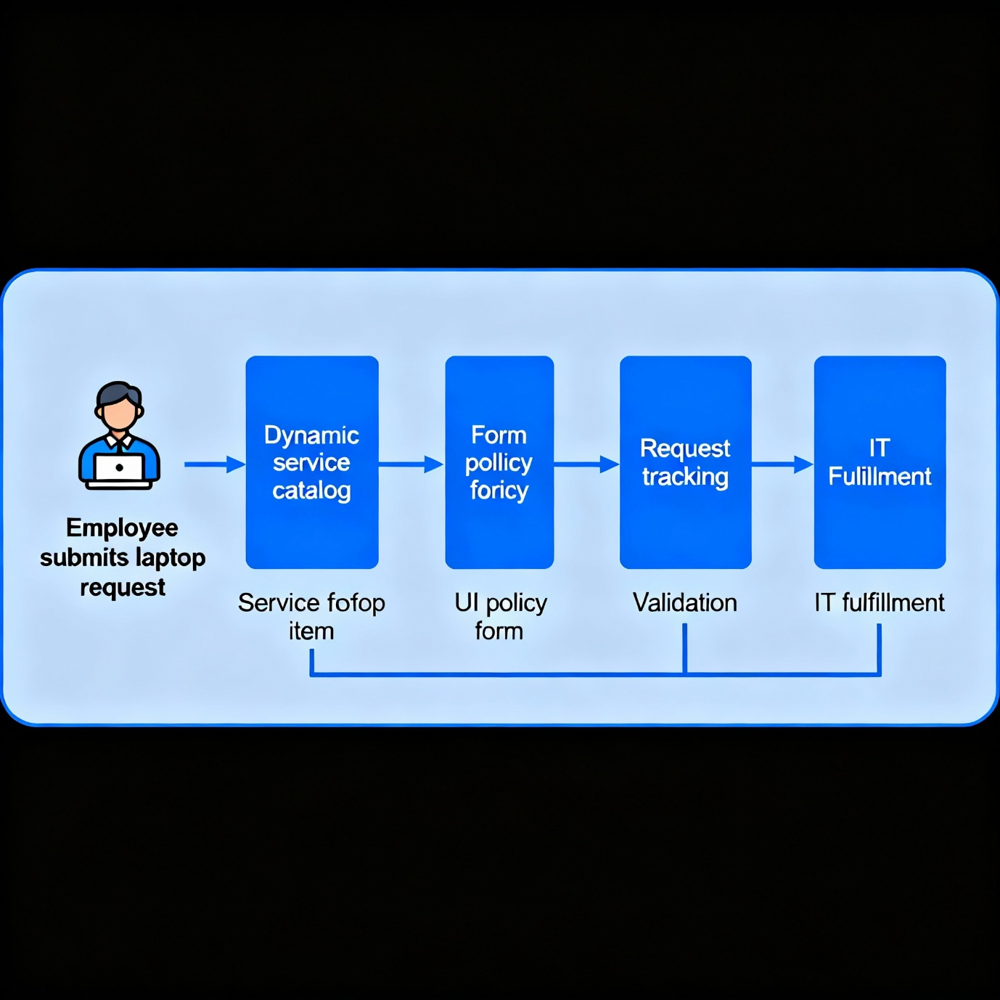 Employee
submits laptop
request
Dynamic
service
catalog
Form
pollicy
foricy
Request
tracking
IT
Fulillment
Service fofop
item
UI policy
form
Validation
IT fulfillment